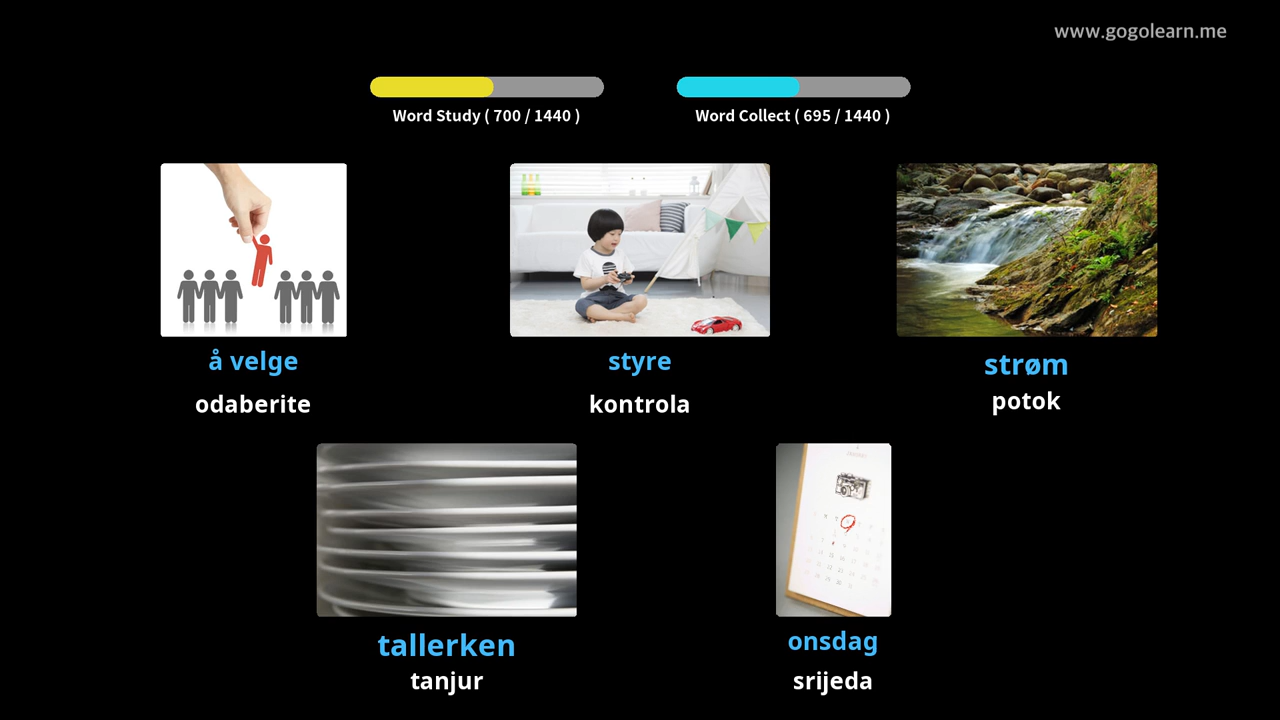 www.gogolearn.me
Word Study ( 700 / 1440 )
Word Collect ( 695 / 1440 )
å velge
odaberite
styre
kontrola
strøm
potok
tallerken
tanjur
onsdag
srijeda